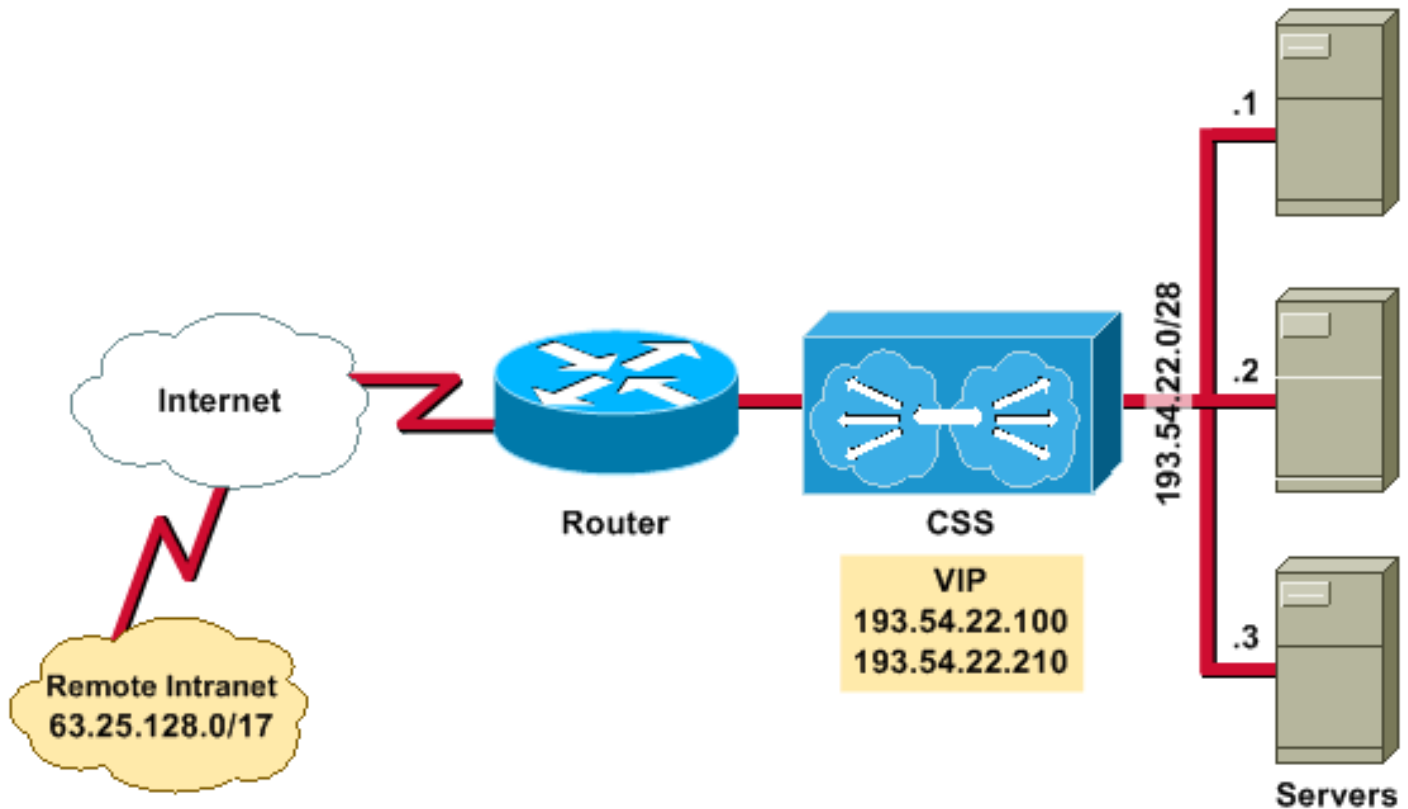 Internet
Remote Intranet
63.25.128.0/17
Router
CSS
VIP
193.54.22.100
193.54.22.210
193.54.22.0/28
.1
.2
.3
Servers